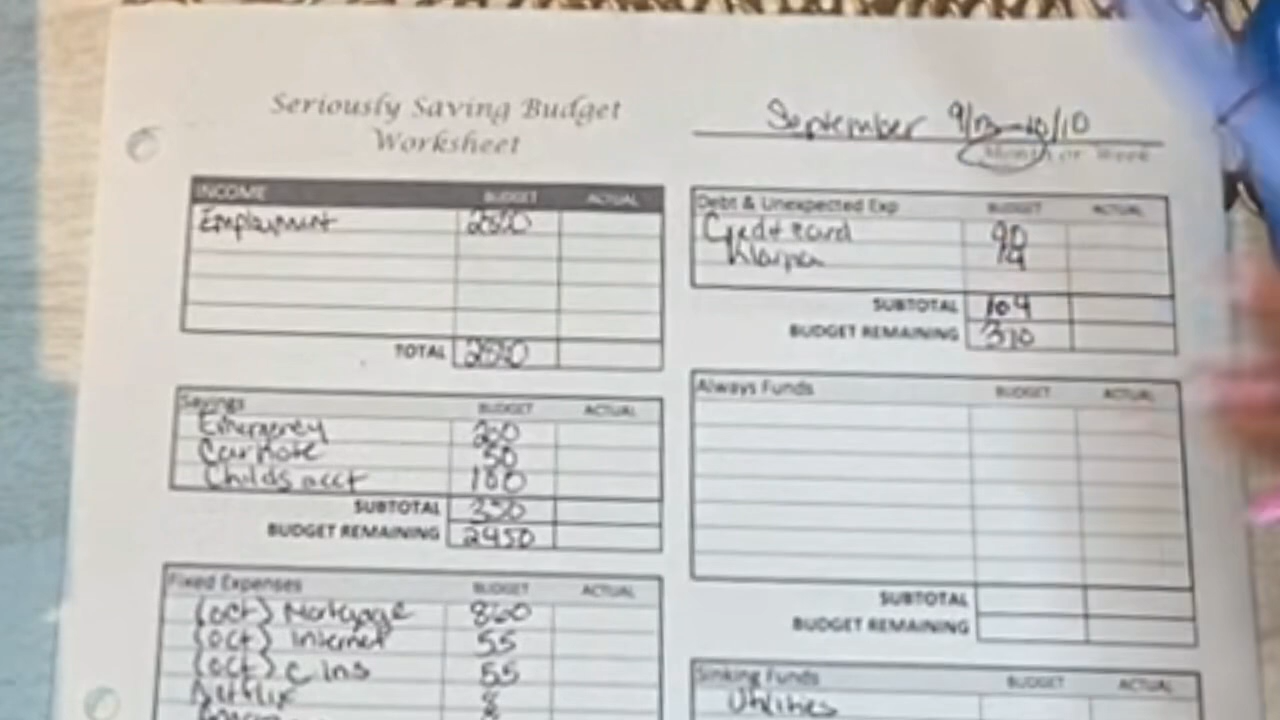 Seriously Saving Budget
Worksheet
September 9/13-10/10
Month or Week
INCOME BUDGET ACTUAL
Employment 2800
TOTAL 2800
Savings BUDGET ACTUAL
Emergency 200
Car Note 50
Childs acct 100
SUBTOTAL 350
BUDGET REMAINING 2450
Fixed Expenses BUDGET ACTUAL
(oct) Mortgage 860
(oct) Internet 55
(oct) C Ins 55
Netflix 8
Debt & Unexpected Exp BUDGET ACTUAL
Credit card 90
Klarna 14
SUBTOTAL 104
BUDGET REMAINING 310
Always Funds BUDGET ACTUAL
SUBTOTAL
BUDGET REMAINING
Sinking Funds BUDGET ACTUAL
Utilities